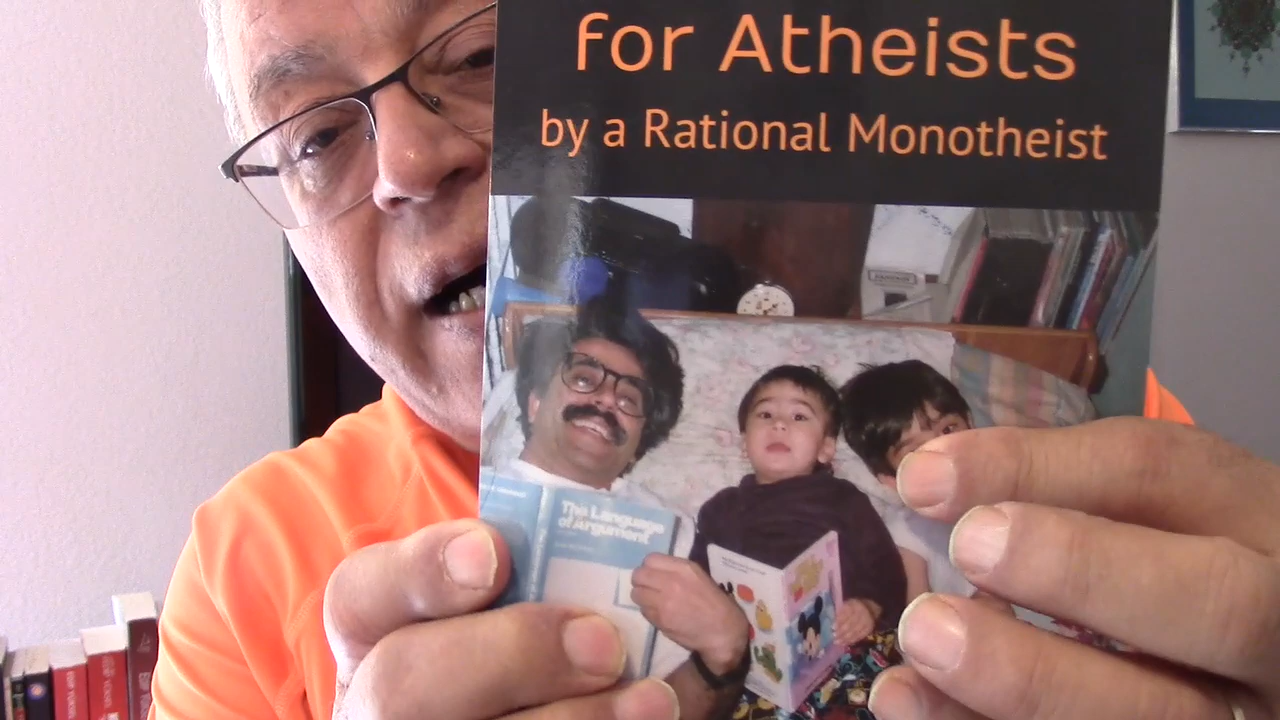 for Atheists
by a Rational Monotheist
The Language
of Argument